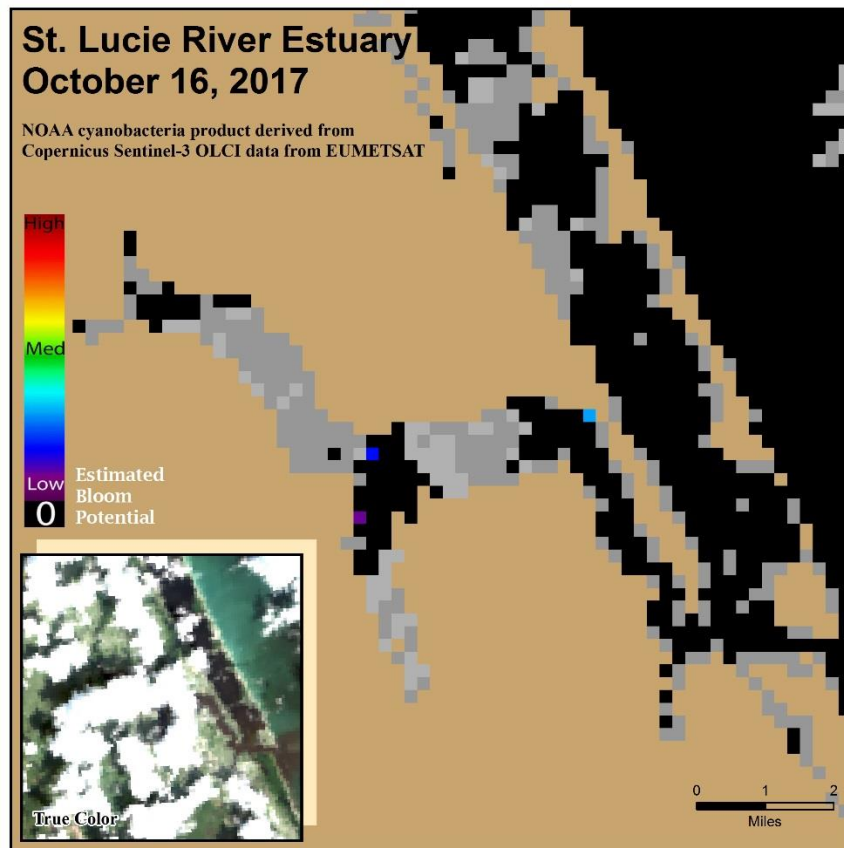 St. Lucie River Estuary
October 16, 2017
NOAA cyanobacteria product derived from
Copernicus Sentinel-3 OLCI data from EUMETSAT
High
Med
Low
0
Estimated
Bloom
Potential
True Color
0 1 2
Miles